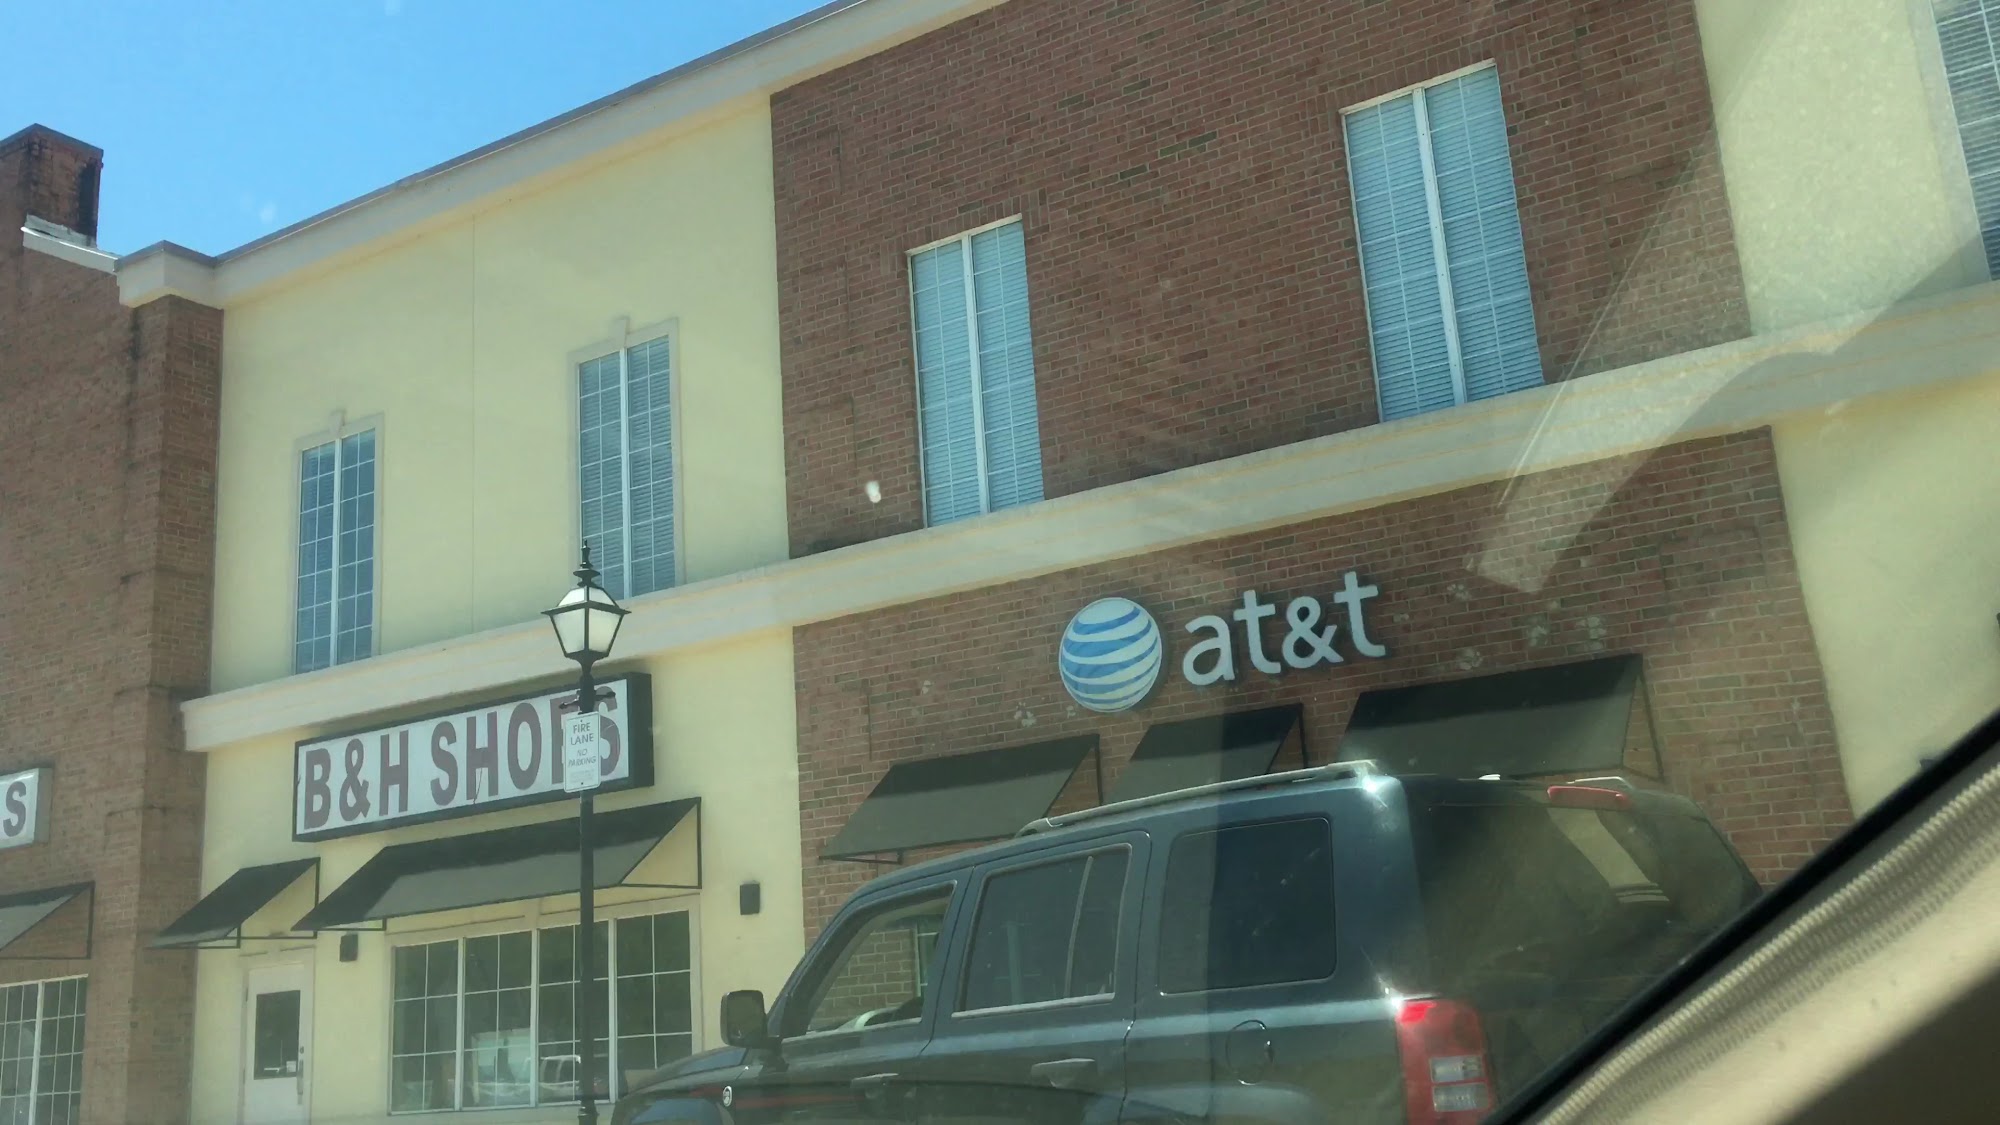 at&t
B&H SHOES
FIRE
LANE
NO
PARKING
S